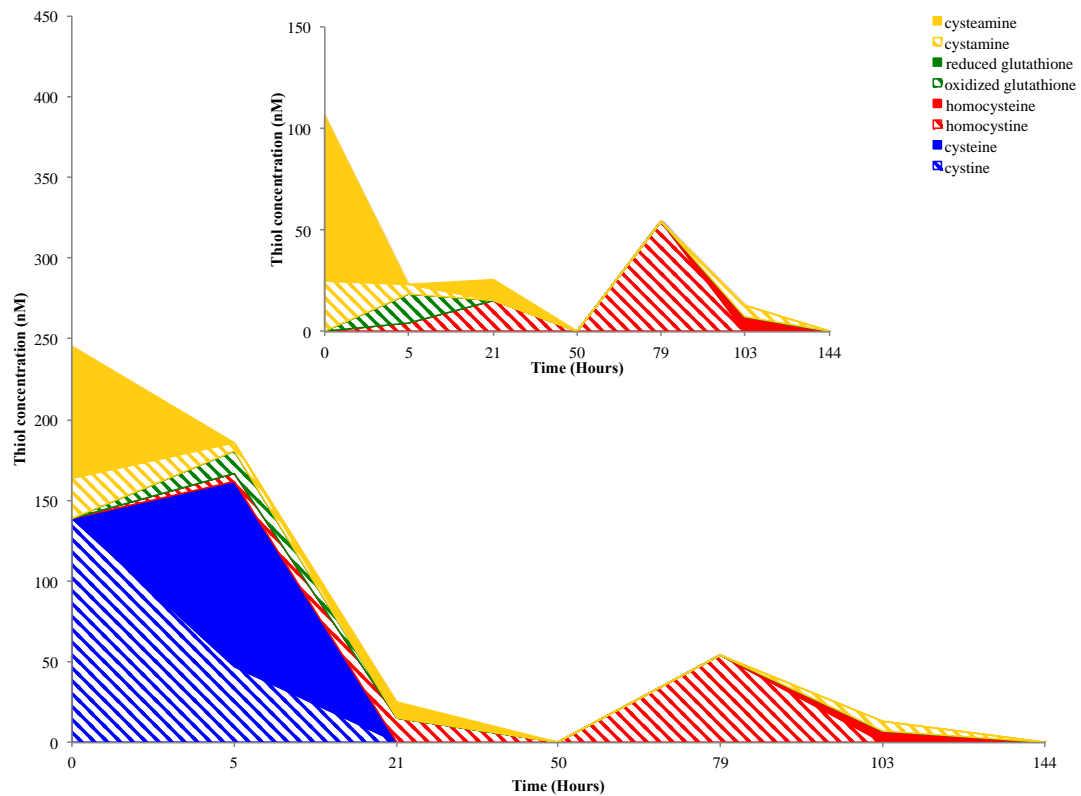 450
400
350
300
250
200
150
100
50
0
Thiol concentration (nM)
0 5 21 50 79 103 144
Time (Hours)
150
100
50
0
Thiol concentration (nM)
0 5 21 50 79 103 144
Time (Hours)
cysteamine
cystamine
reduced glutathione
oxidized glutathione
homocysteine
homocystine
cysteine
cystine